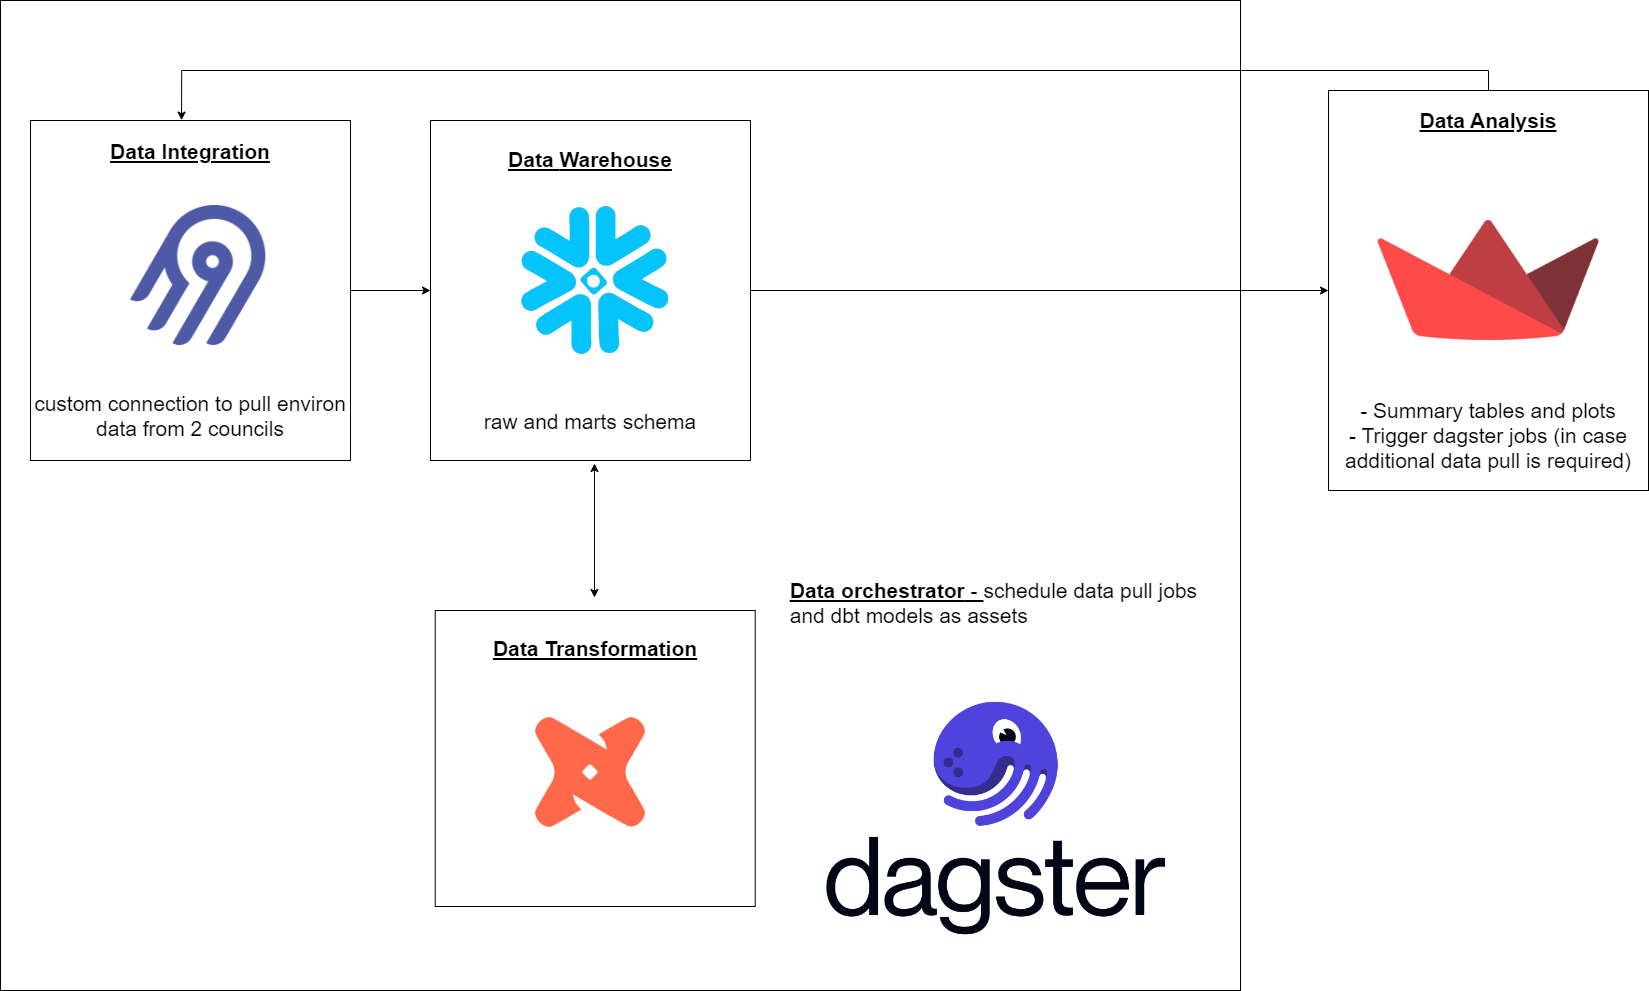 Data Integration
custom connection to pull environ
data from 2 councils
Data Warehouse
raw and marts schema
Data Analysis
- Summary tables and plots
- Trigger dagster jobs (in case
additional data pull is required)
Data Transformation
Data orchestrator - schedule data pull jobs
and dbt models as assets
dagster